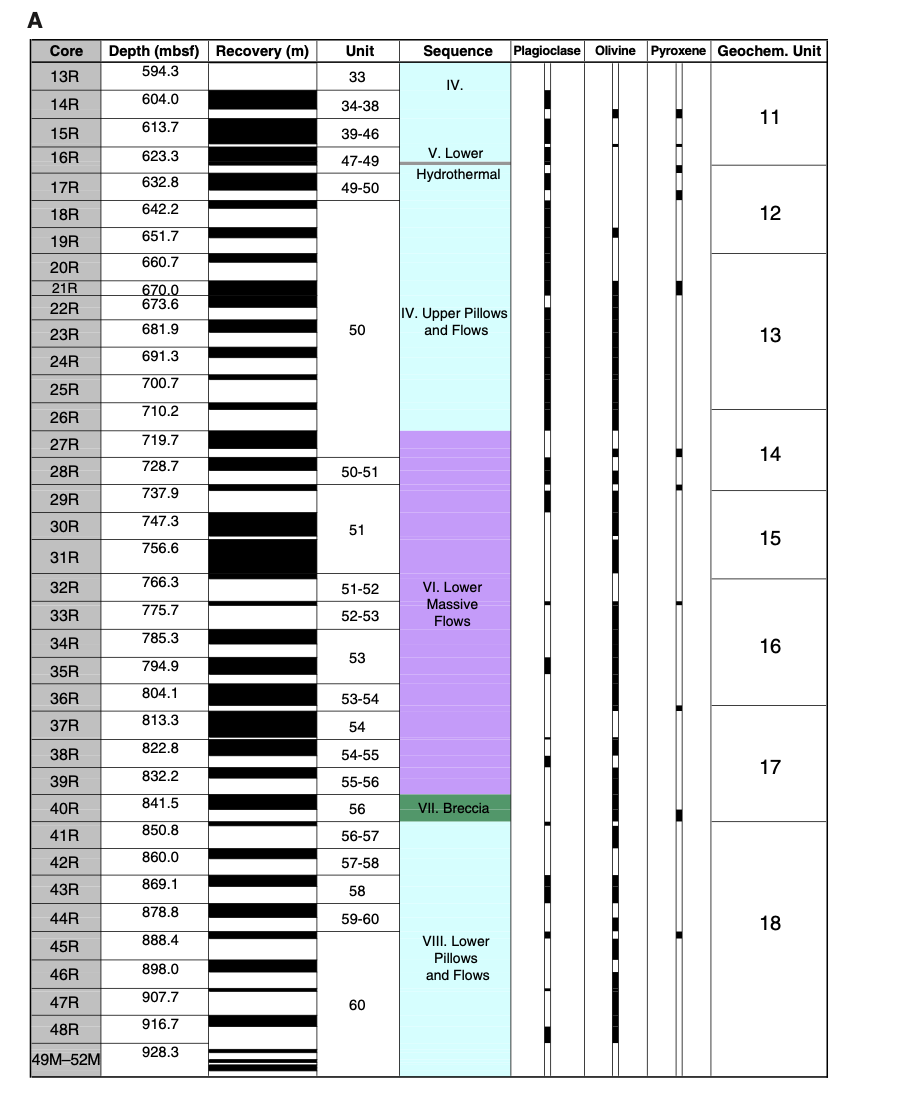 A
Core Depth (mbsf) Recovery (m) Unit Sequence Plagioclase Olivine Pyroxene Geochem. Unit
13R 594.3 33
IV.
14R 604.0 34-38
11
15R 613.7 39-46
V. Lower
16R 623.3 47-49
Hydrothermal
17R 632.8 49-50
18R 642.2 12
19R 651.7
20R 660.7
21R 670.0
22R 673.6
IV. Upper Pillows
and Flows
23R 681.9 50 13
24R 691.3
25R 700.7
26R 710.2
27R 719.7
14
28R 728.7 50-51
29R 737.9
30R 747.3 51 15
31R 756.6
32R 766.3 51-52
VI. Lower
Massive
Flows
33R 775.7 52-53
34R 785.3
53 16
35R 794.9
36R 804.1 53-54
37R 813.3 54
38R 822.8 54-55
17
39R 832.2 55-56
40R 841.5 56 VII. Breccia
41R 850.8 56-57
42R 860.0 57-58
43R 869.1 58
44R 878.8 59-60
18
45R 888.4
VIII. Lower
Pillows
and Flows
46R 898.0
47R 907.7 60
48R 916.7
49M–52M 928.3